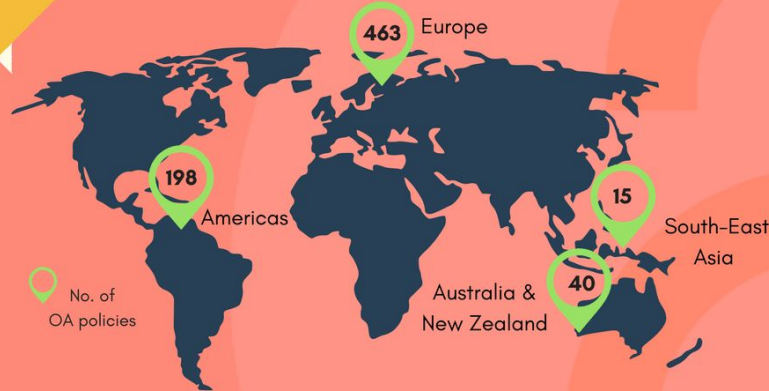 463
Europe
198
Americas
15
South-East
Asia
40
Australia &
New Zealand
No. of
OA policies